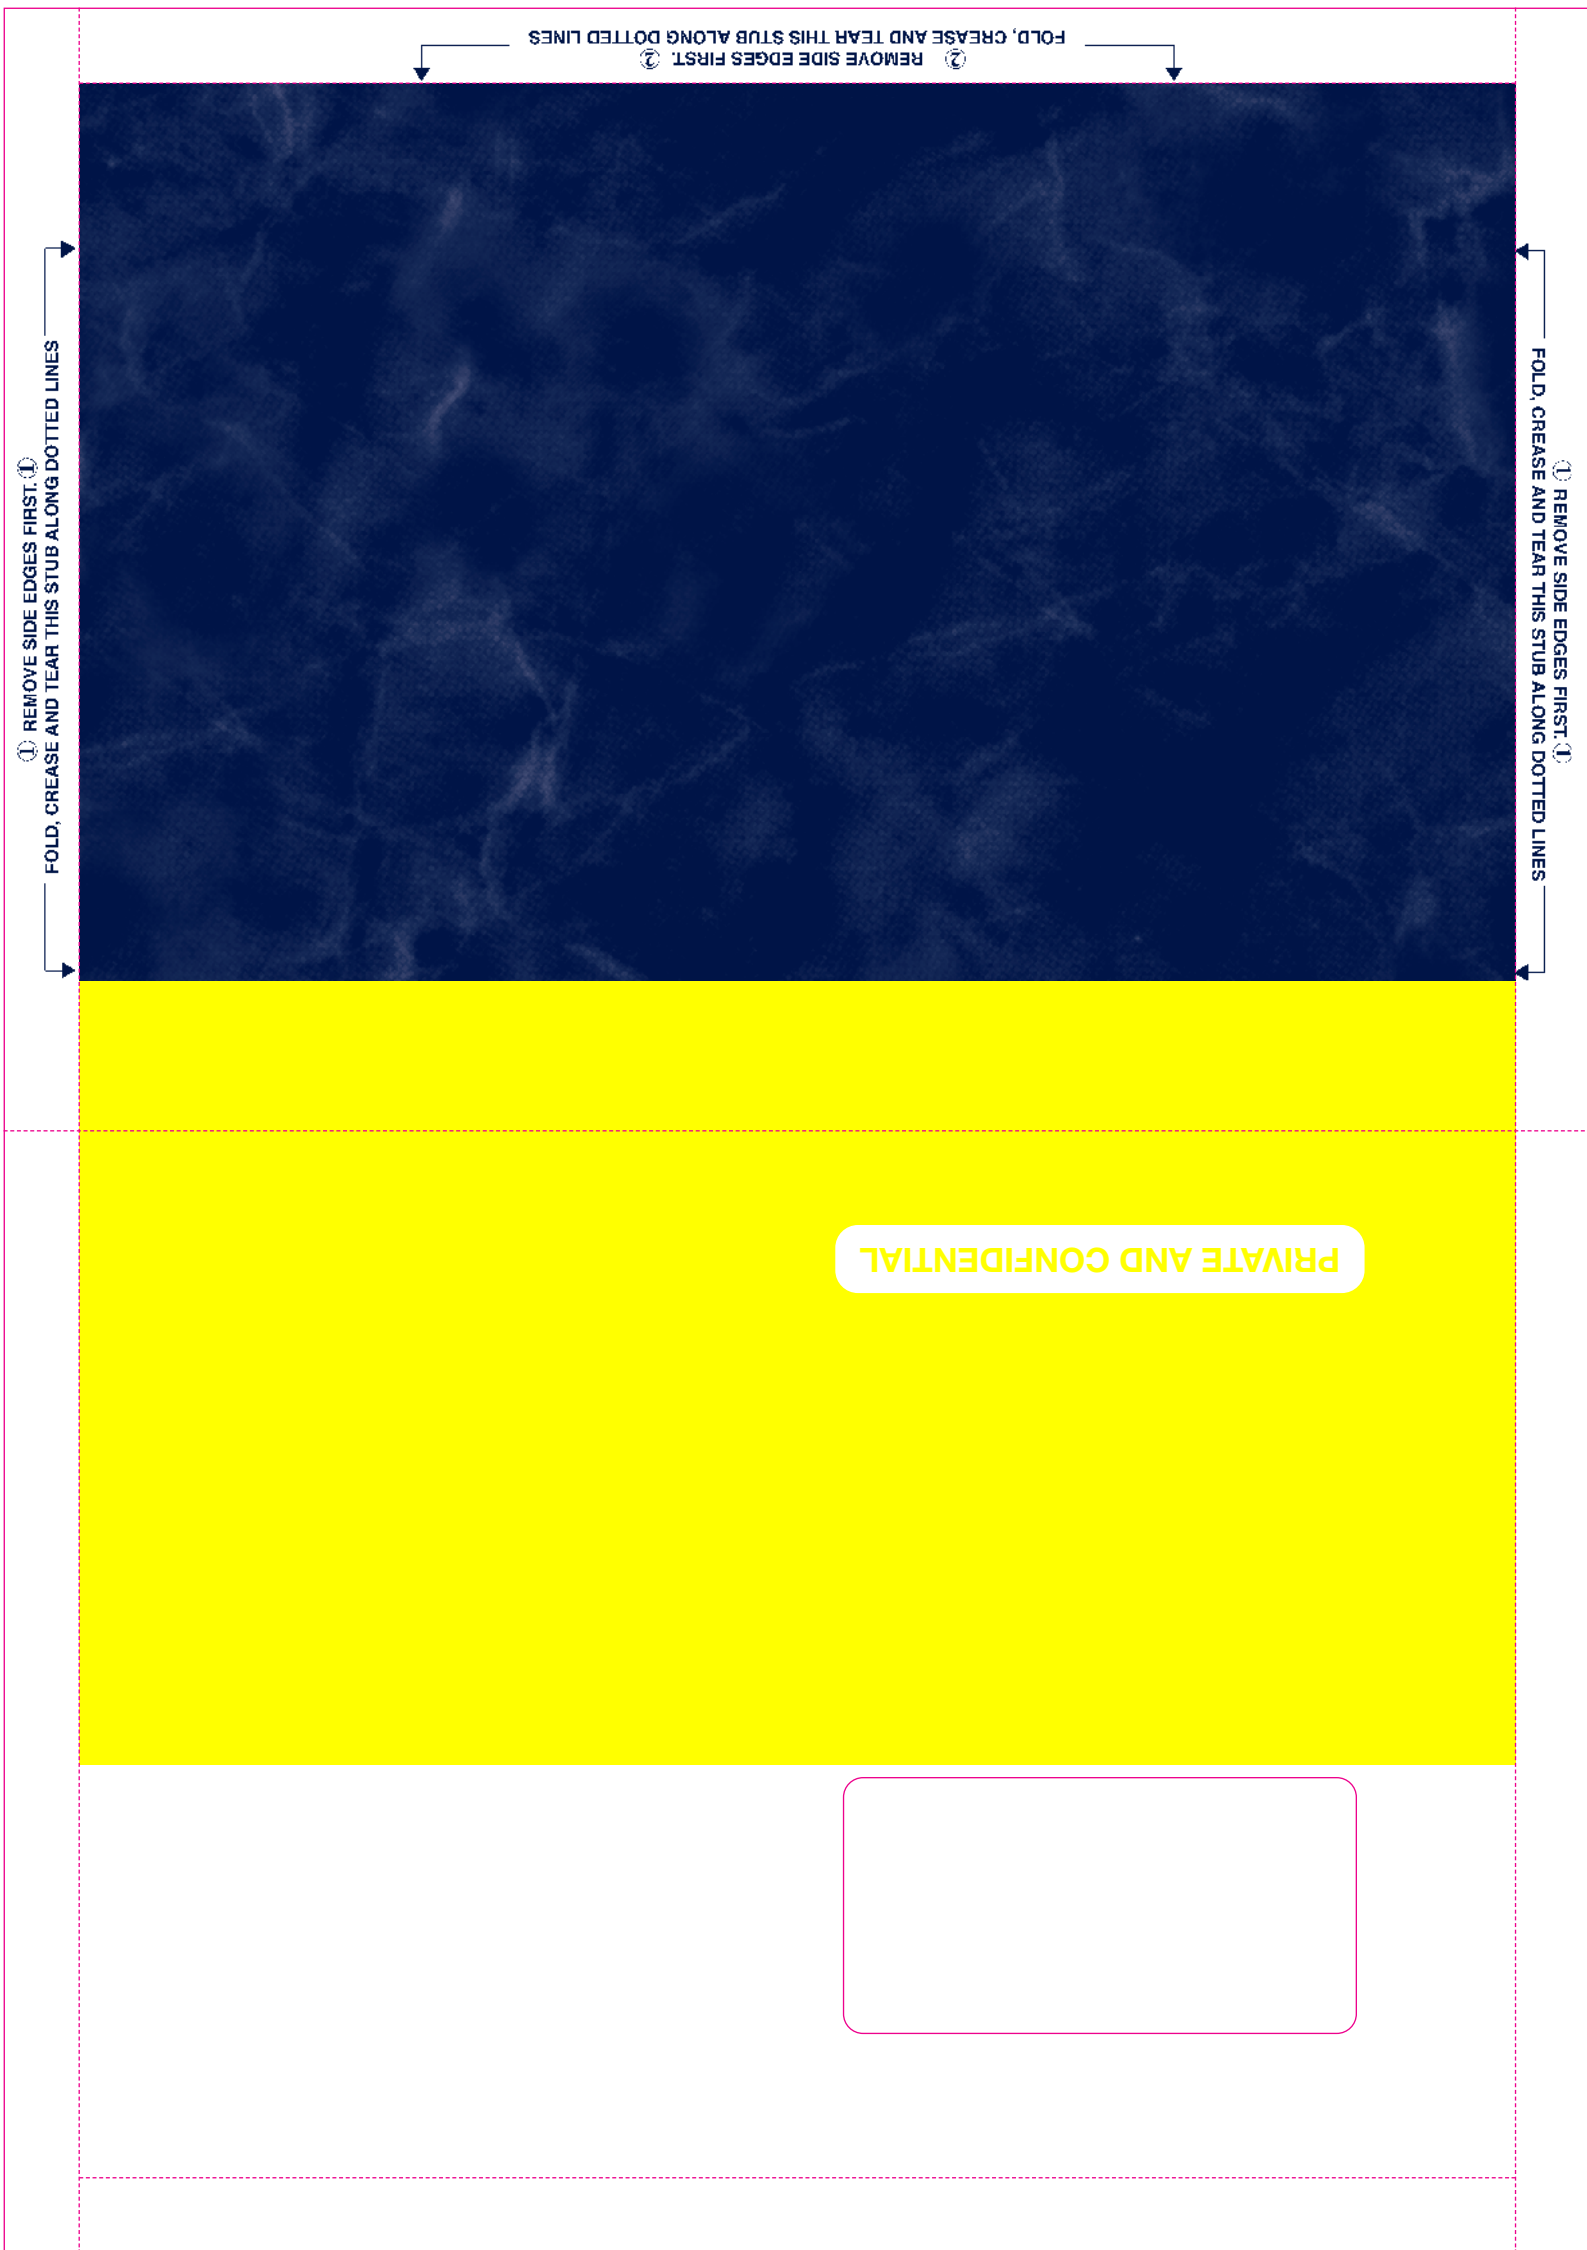 FOLD, CREASE AND TEAR THIS STUB ALONG DOTTED LINES
② REMOVE SIDE EDGES FIRST. ②
① REMOVE SIDE EDGES FIRST. ①
FOLD, CREASE AND TEAR THIS STUB ALONG DOTTED LINES
① REMOVE SIDE EDGES FIRST. ①
FOLD, CREASE AND TEAR THIS STUB ALONG DOTTED LINES
PRIVATE AND CONFIDENTIAL